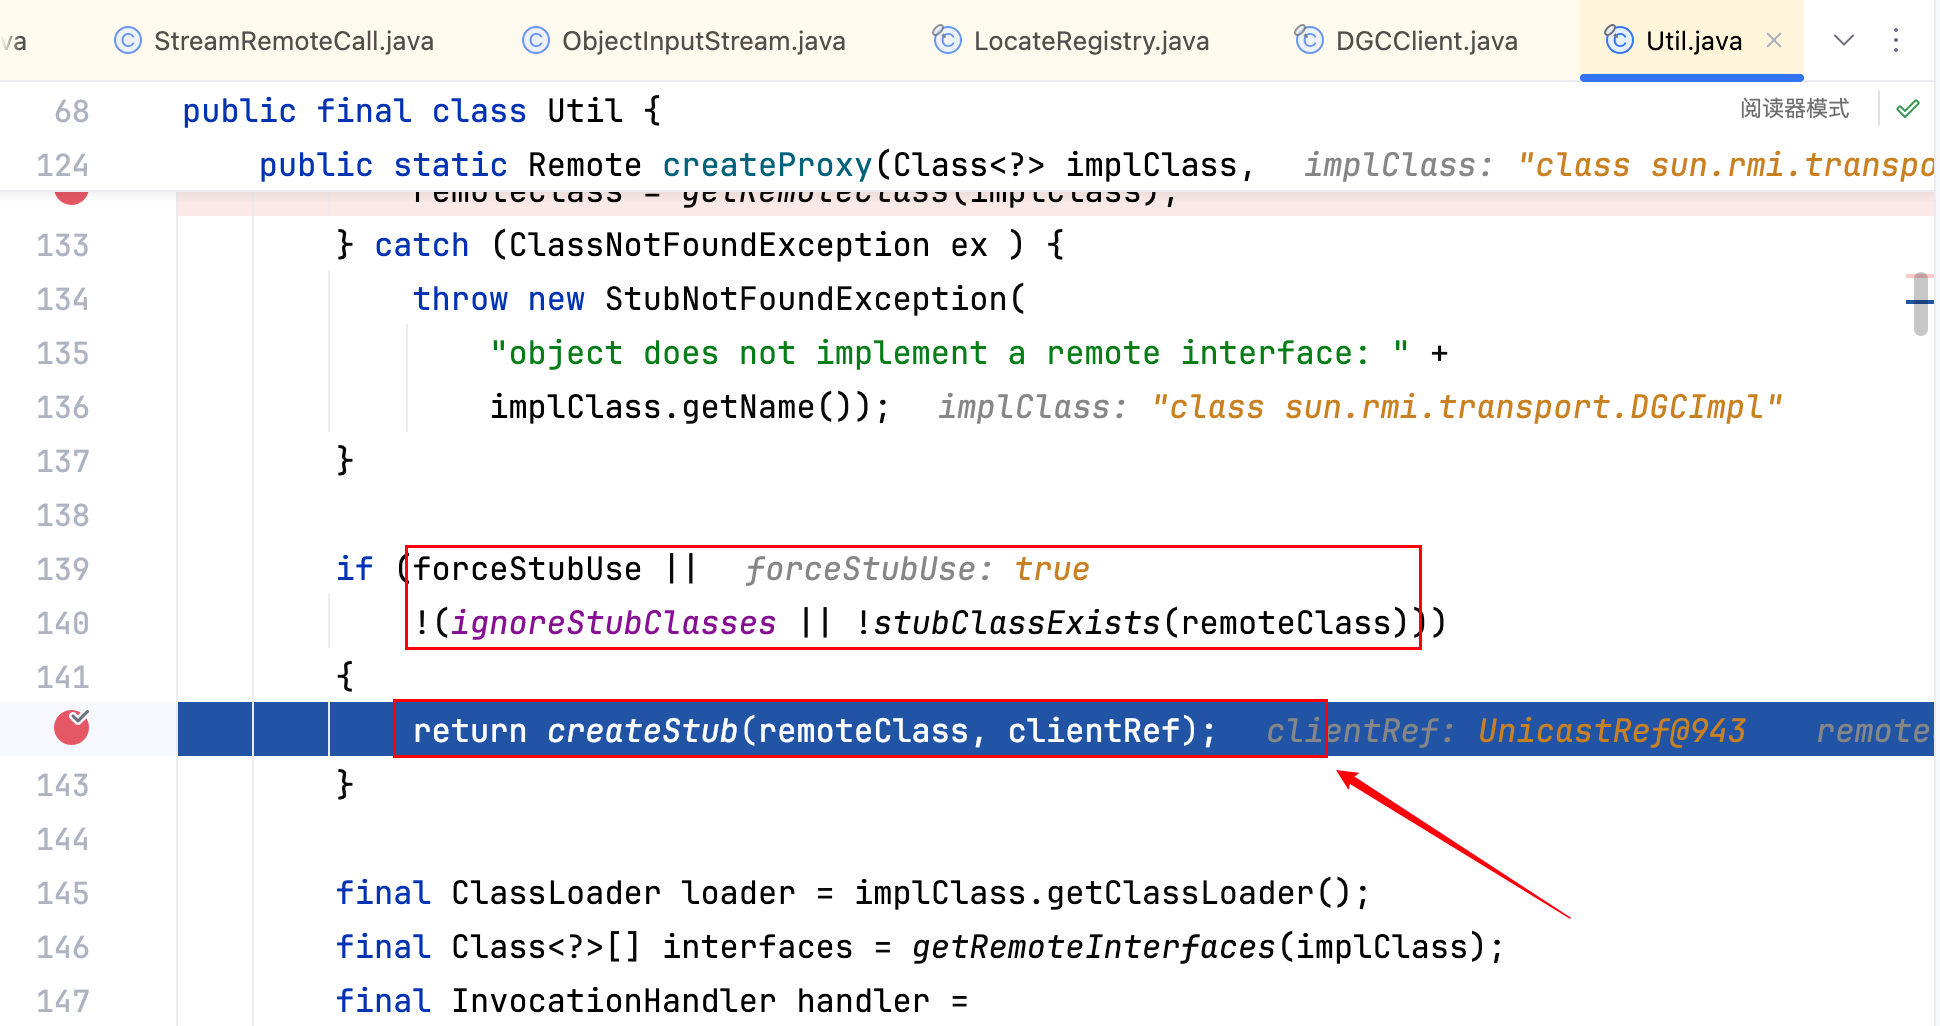 va StreamRemoteCall.java ObjectInputStream.java LocateRegistry.java DGCClient.java Util.java
68 public final class Util { 阅读器模式
124 public static Remote createProxy(Class<?> implClass, implClass: "class sun.rmi.transpo
remoteClass = getRemoteClass(implClass);
133 } catch (ClassNotFoundException ex ) {
134 throw new StubNotFoundException(
135 "object does not implement a remote interface: " +
136 implClass.getName()); implClass: "class sun.rmi.transport.DGCImpl"
137 }
138
139 if (forceStubUse || forceStubUse: true
140 !(ignoreStubClasses || !stubClassExists(remoteClass)))
141 {
return createStub(remoteClass, clientRef); clientRef: UnicastRef@943 remote
143 }
144
145 final ClassLoader loader = implClass.getClassLoader();
146 final Class<?>[] interfaces = getRemoteInterfaces(implClass);
147 final InvocationHandler handler =